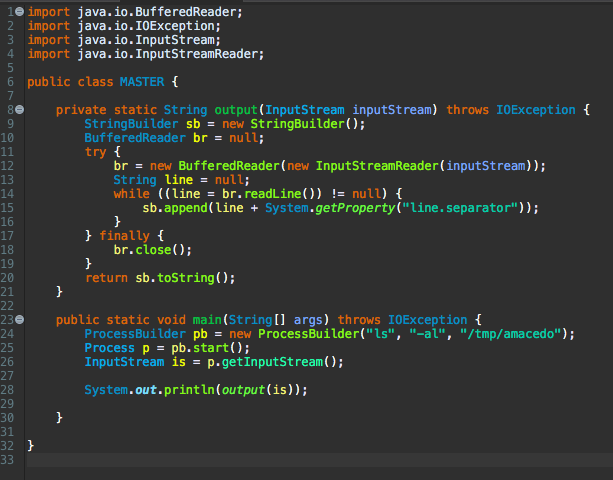 1 import java.io.BufferedReader;
2 import java.io.IOException;
3 import java.io.InputStream;
4 import java.io.InputStreamReader;
5
6 public class MASTER {
7
8     private static String output(InputStream inputStream) throws IOException {
9         StringBuilder sb = new StringBuilder();
10         BufferedReader br = null;
11         try {
12             br = new BufferedReader(new InputStreamReader(inputStream));
13             String line = null;
14             while ((line = br.readLine()) != null) {
15                 sb.append(line + System.getProperty("line.separator"));
16             }
17         } finally {
18             br.close();
19         }
20         return sb.toString();
21     }
22
23     public static void main(String[] args) throws IOException {
24         ProcessBuilder pb = new ProcessBuilder("ls", "-al", "/tmp/amacedo");
25         Process p = pb.start();
26         InputStream is = p.getInputStream();
27
28         System.out.println(output(is));
29
30     }
31
32 }
33